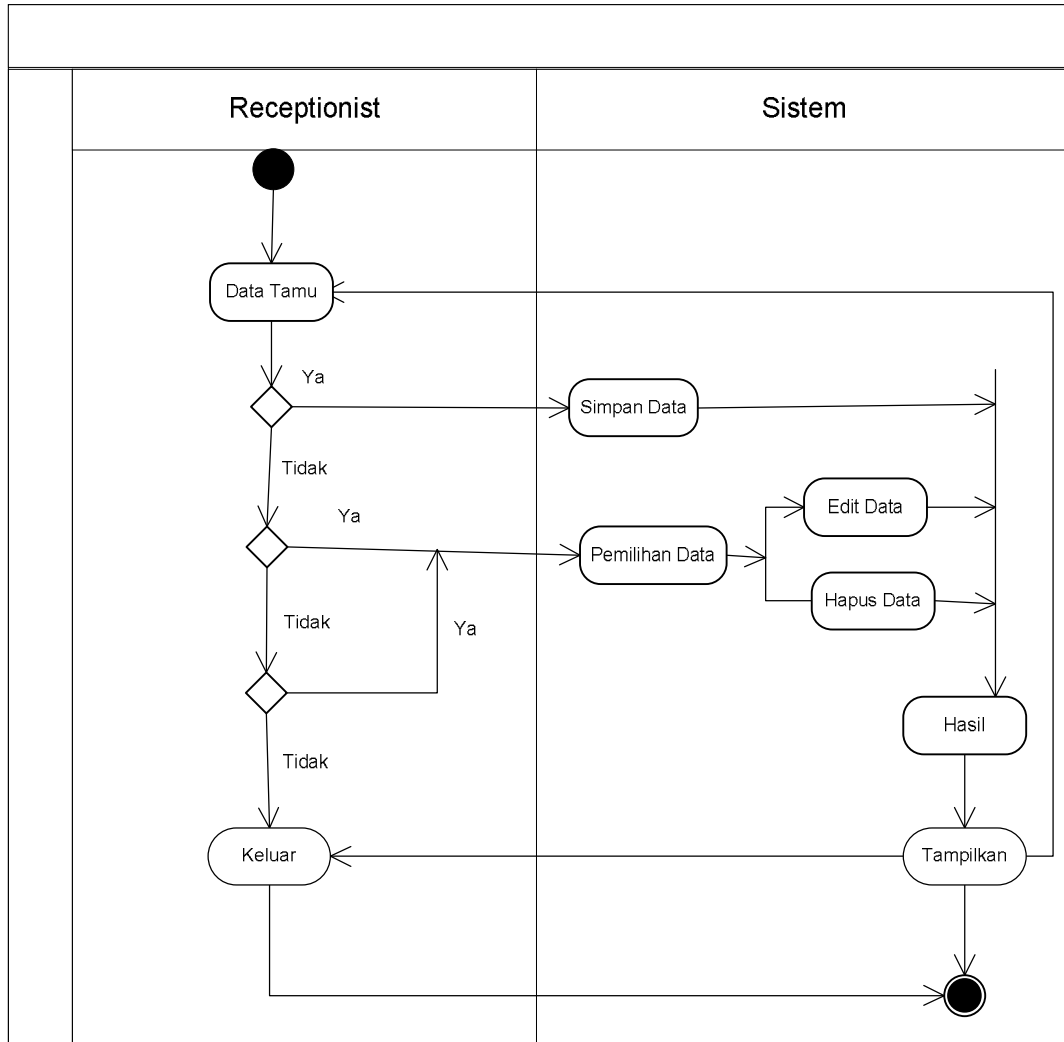 Receptionist
Sistem
Data Tamu
Ya
Simpan Data
Tidak
Ya
Edit Data
Pemilihan Data
Hapus Data
Tidak
Ya
Hasil
Tidak
Keluar
Tampilkan